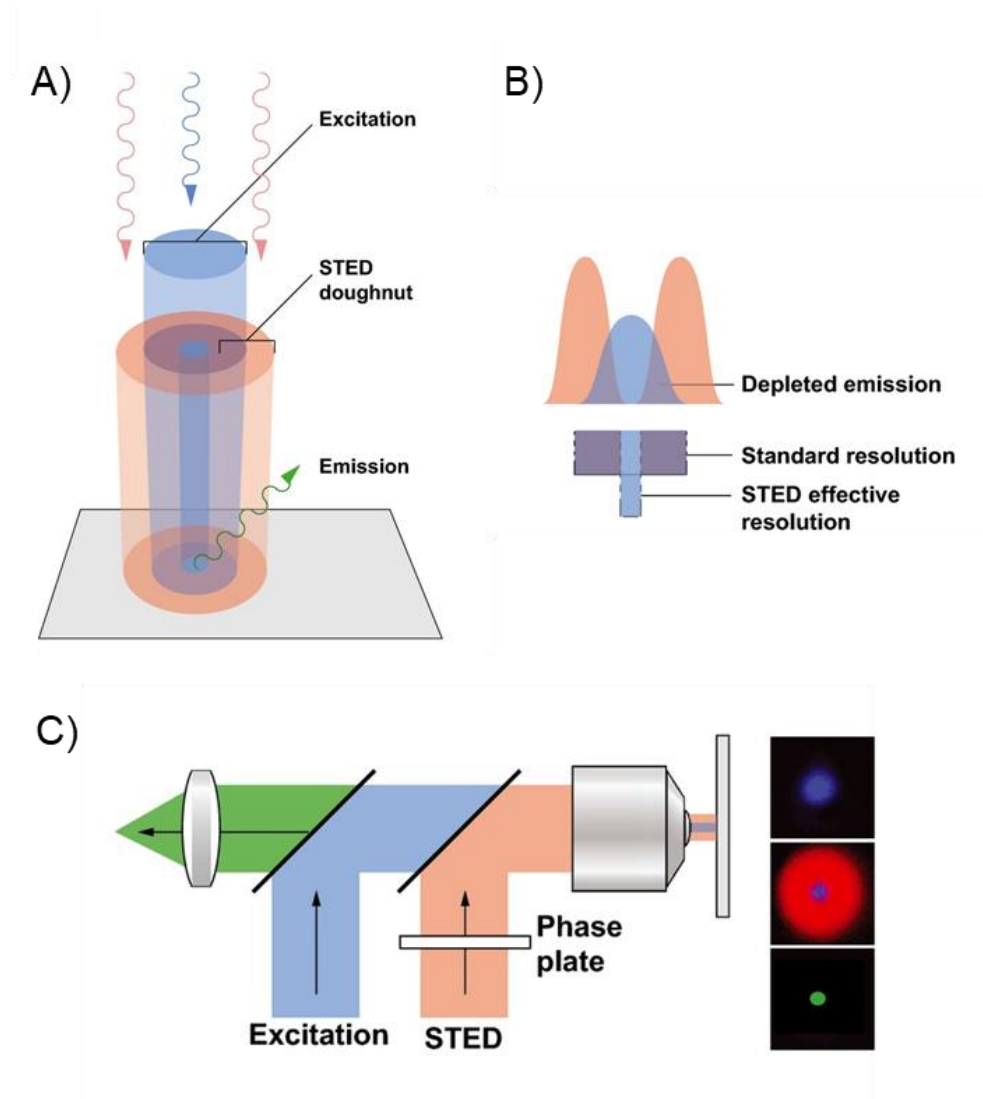 A)
Excitation
STED
doughnut
Emission
B)
Depleted emission
Standard resolution
STED effective
resolution
C)
Phase
plate
Excitation
STED